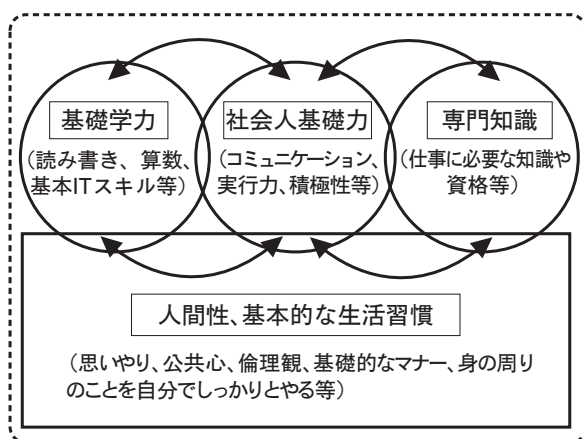 基礎学力
(読み書き、算数、
基本ITスキル等)
社会人基礎力
(コミュニケーション、
実行力、積極性等)
専門知識
(仕事に必要な知識や
資格等)
人間性、基本的な生活習慣
(思いやり、公共心、倫理観、基礎的なマナー、身の周り
のことを自分でしっかりとやる等)